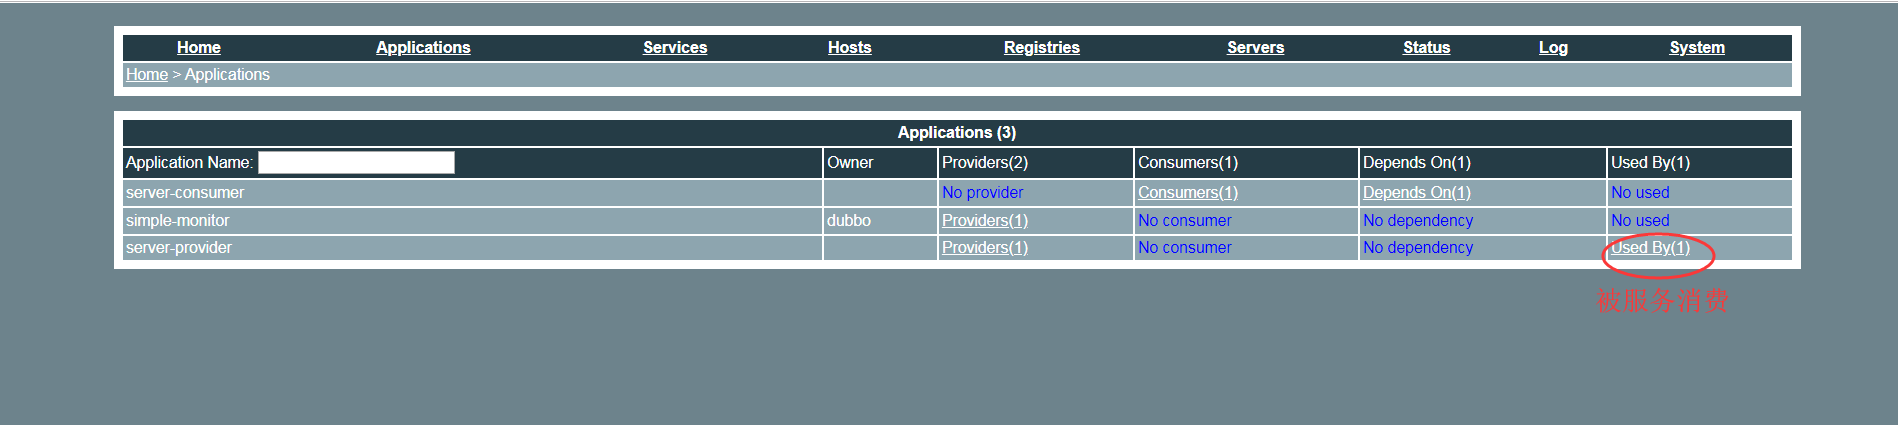 Home Applications Services Hosts Registries Servers Status Log System
Home > Applications
Applications (3)
Application Name: Owner Providers(2) Consumers(1) Depends On(1) Used By(1)
server-consumer No provider Consumers(1) Depends On(1) No used
simple-monitor dubbo Providers(1) No consumer No dependency No used
server-provider Providers(1) No consumer No dependency Used By(1)
被服务消费